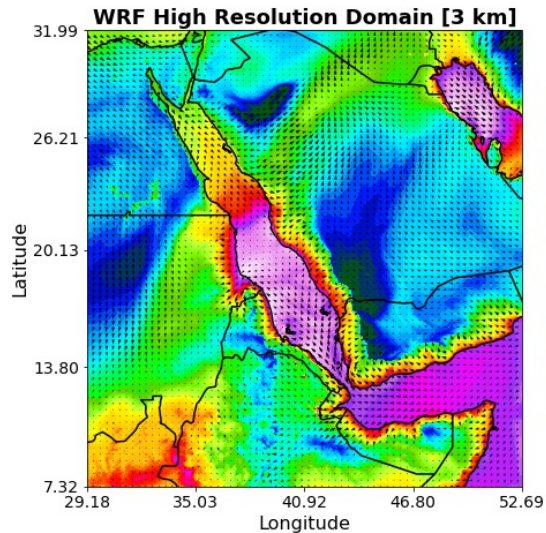 WRF High Resolution Domain [3 km]
31.99
26.21
20.13
13.80
7.32
Latitude
29.18 35.03 40.92 46.80 52.69
Longitude